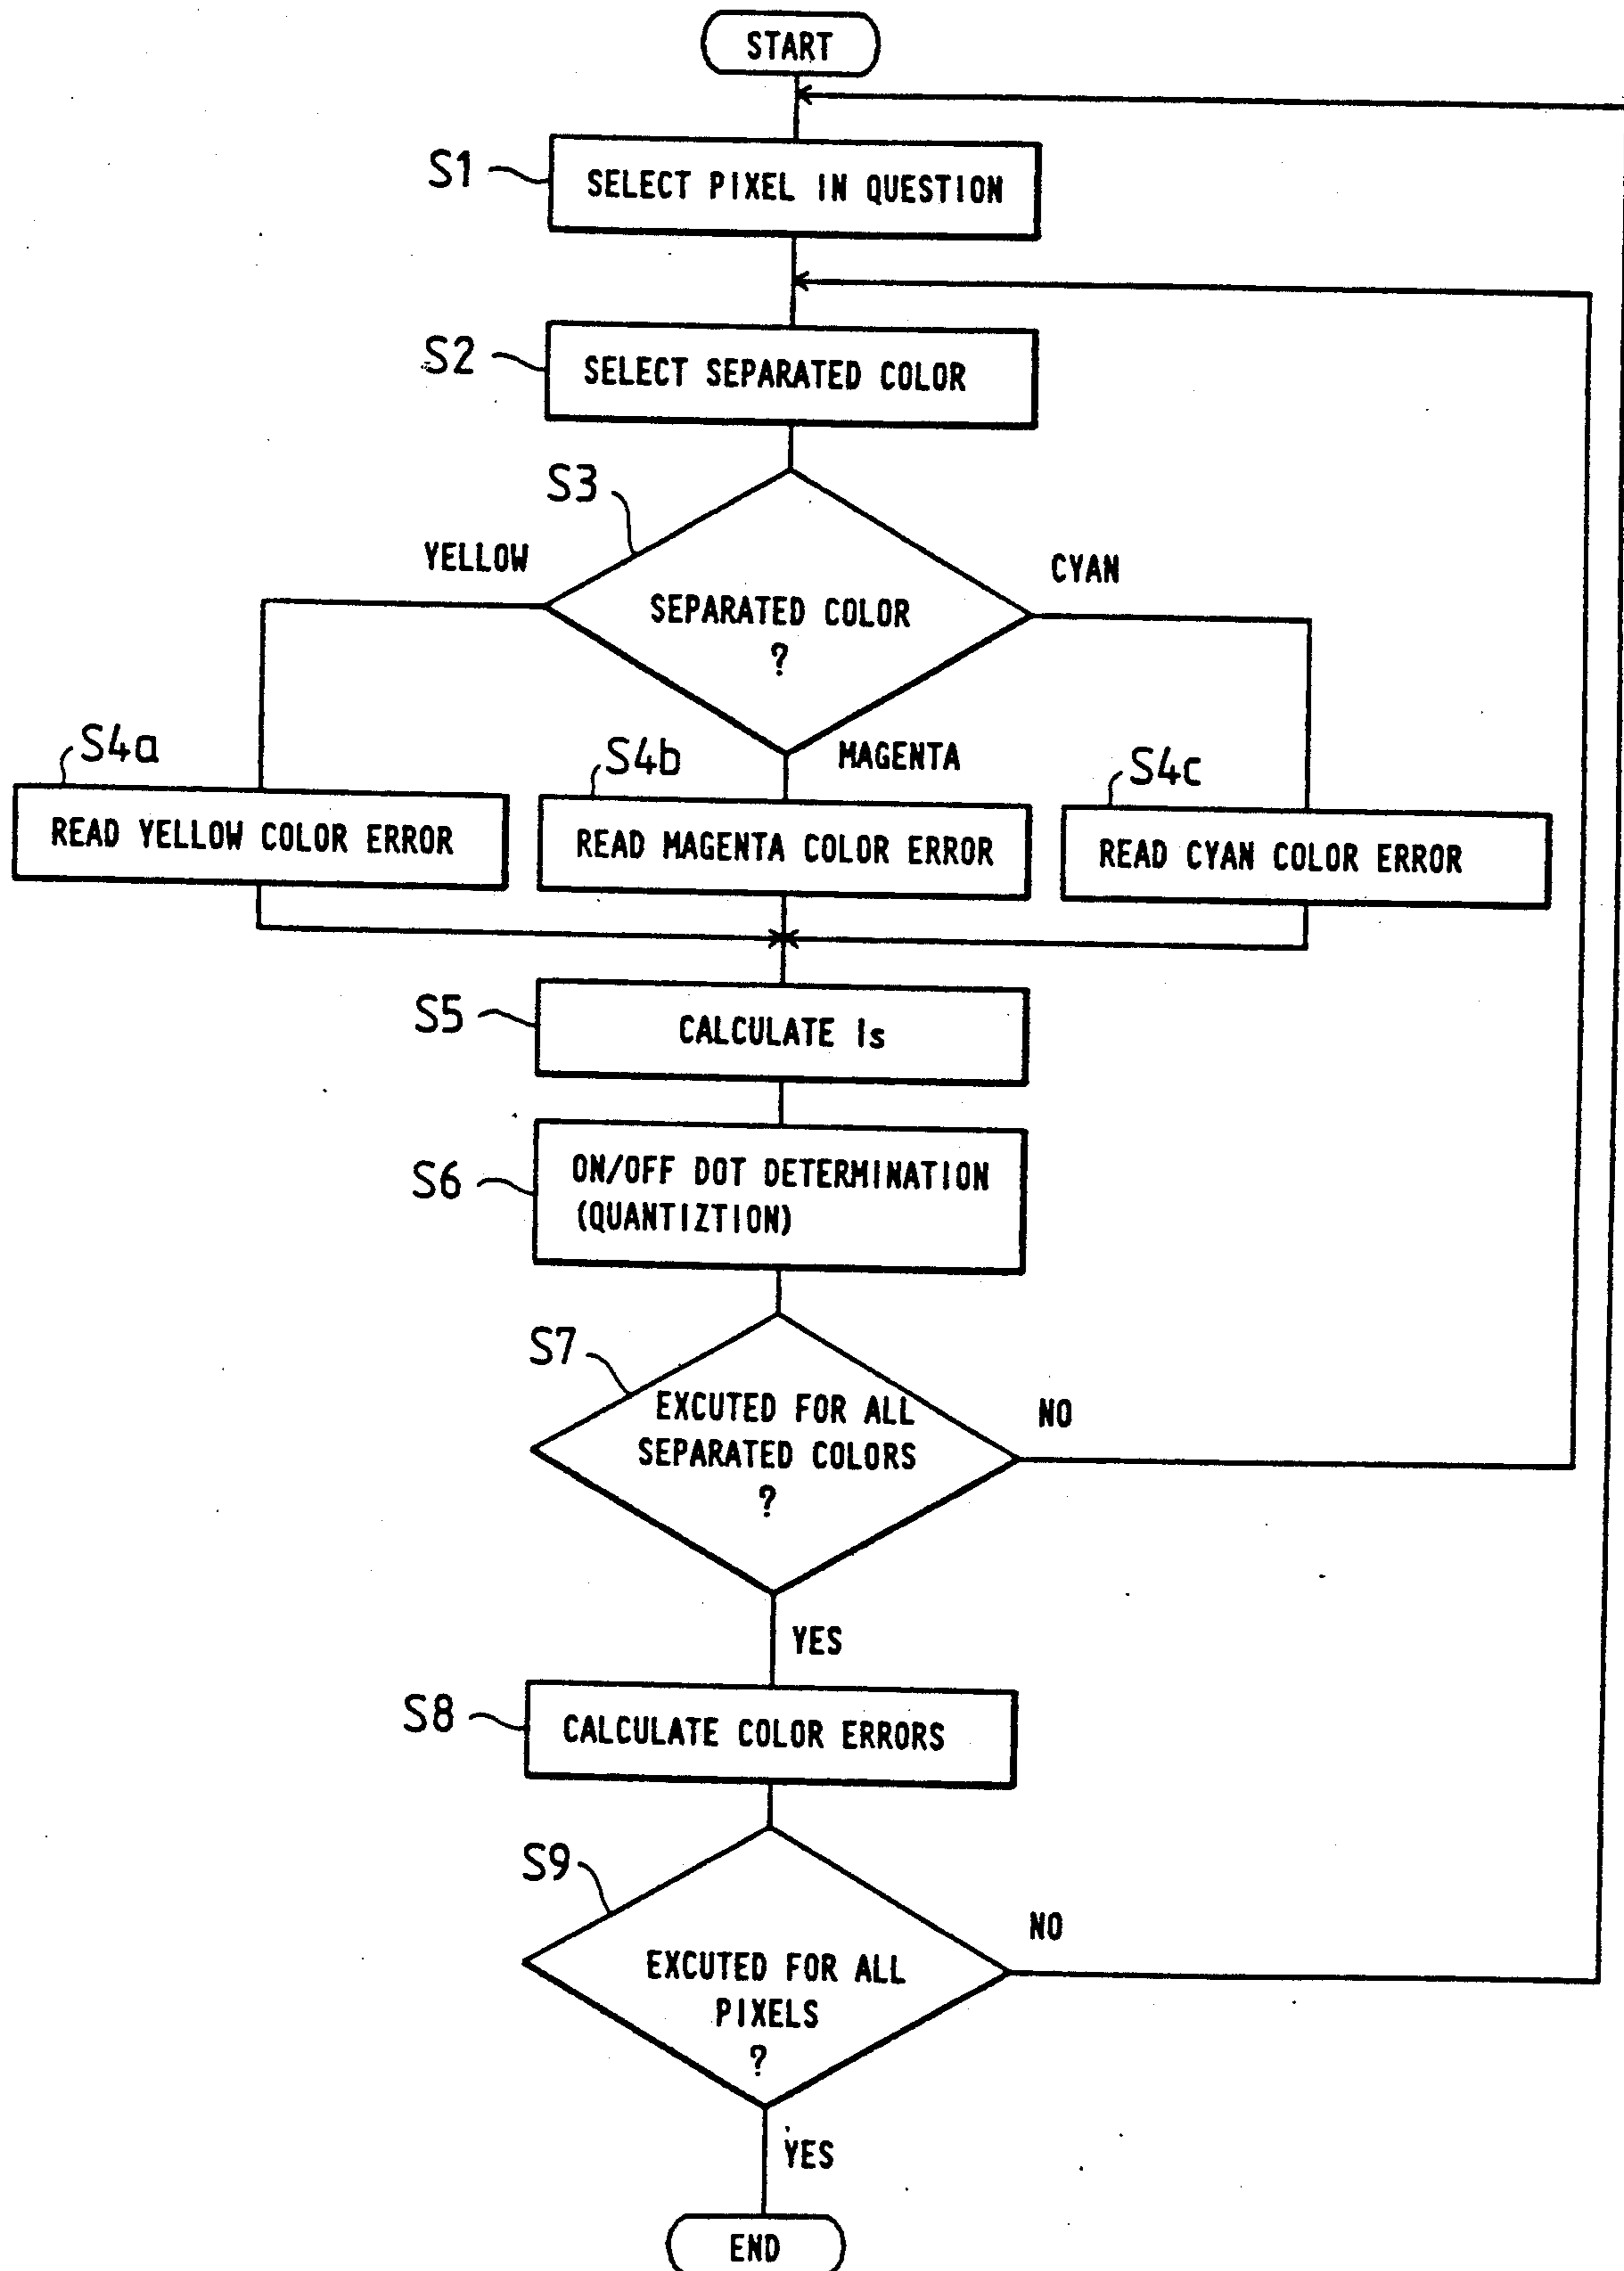 START
S1
SELECT PIXEL IN QUESTION
S2
SELECT SEPARATED COLOR
S3
YELLOW
CYAN
SEPARATED COLOR
?
MAGENTA
S4a
S4b
S4c
READ YELLOW COLOR ERROR
READ MAGENTA COLOR ERROR
READ CYAN COLOR ERROR
S5
CALCULATE Is
S6
ON/OFF DOT DETERMINATION
(QUANTIZTION)
S7
EXCUTED FOR ALL
SEPARATED COLORS
?
NO
YES
S8
CALCULATE COLOR ERRORS
S9
NO
EXCUTED FOR ALL
PIXELS
?
YES
END